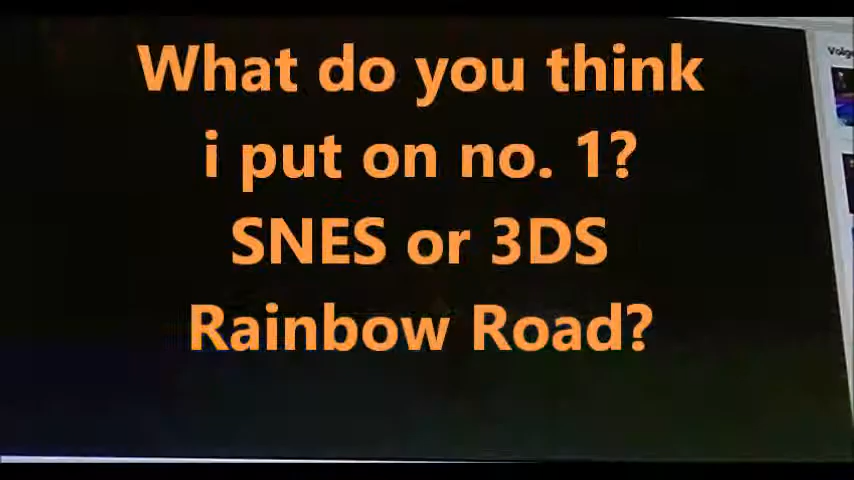 What do you think
i put on no. 1?
SNES or 3DS
Rainbow Road?